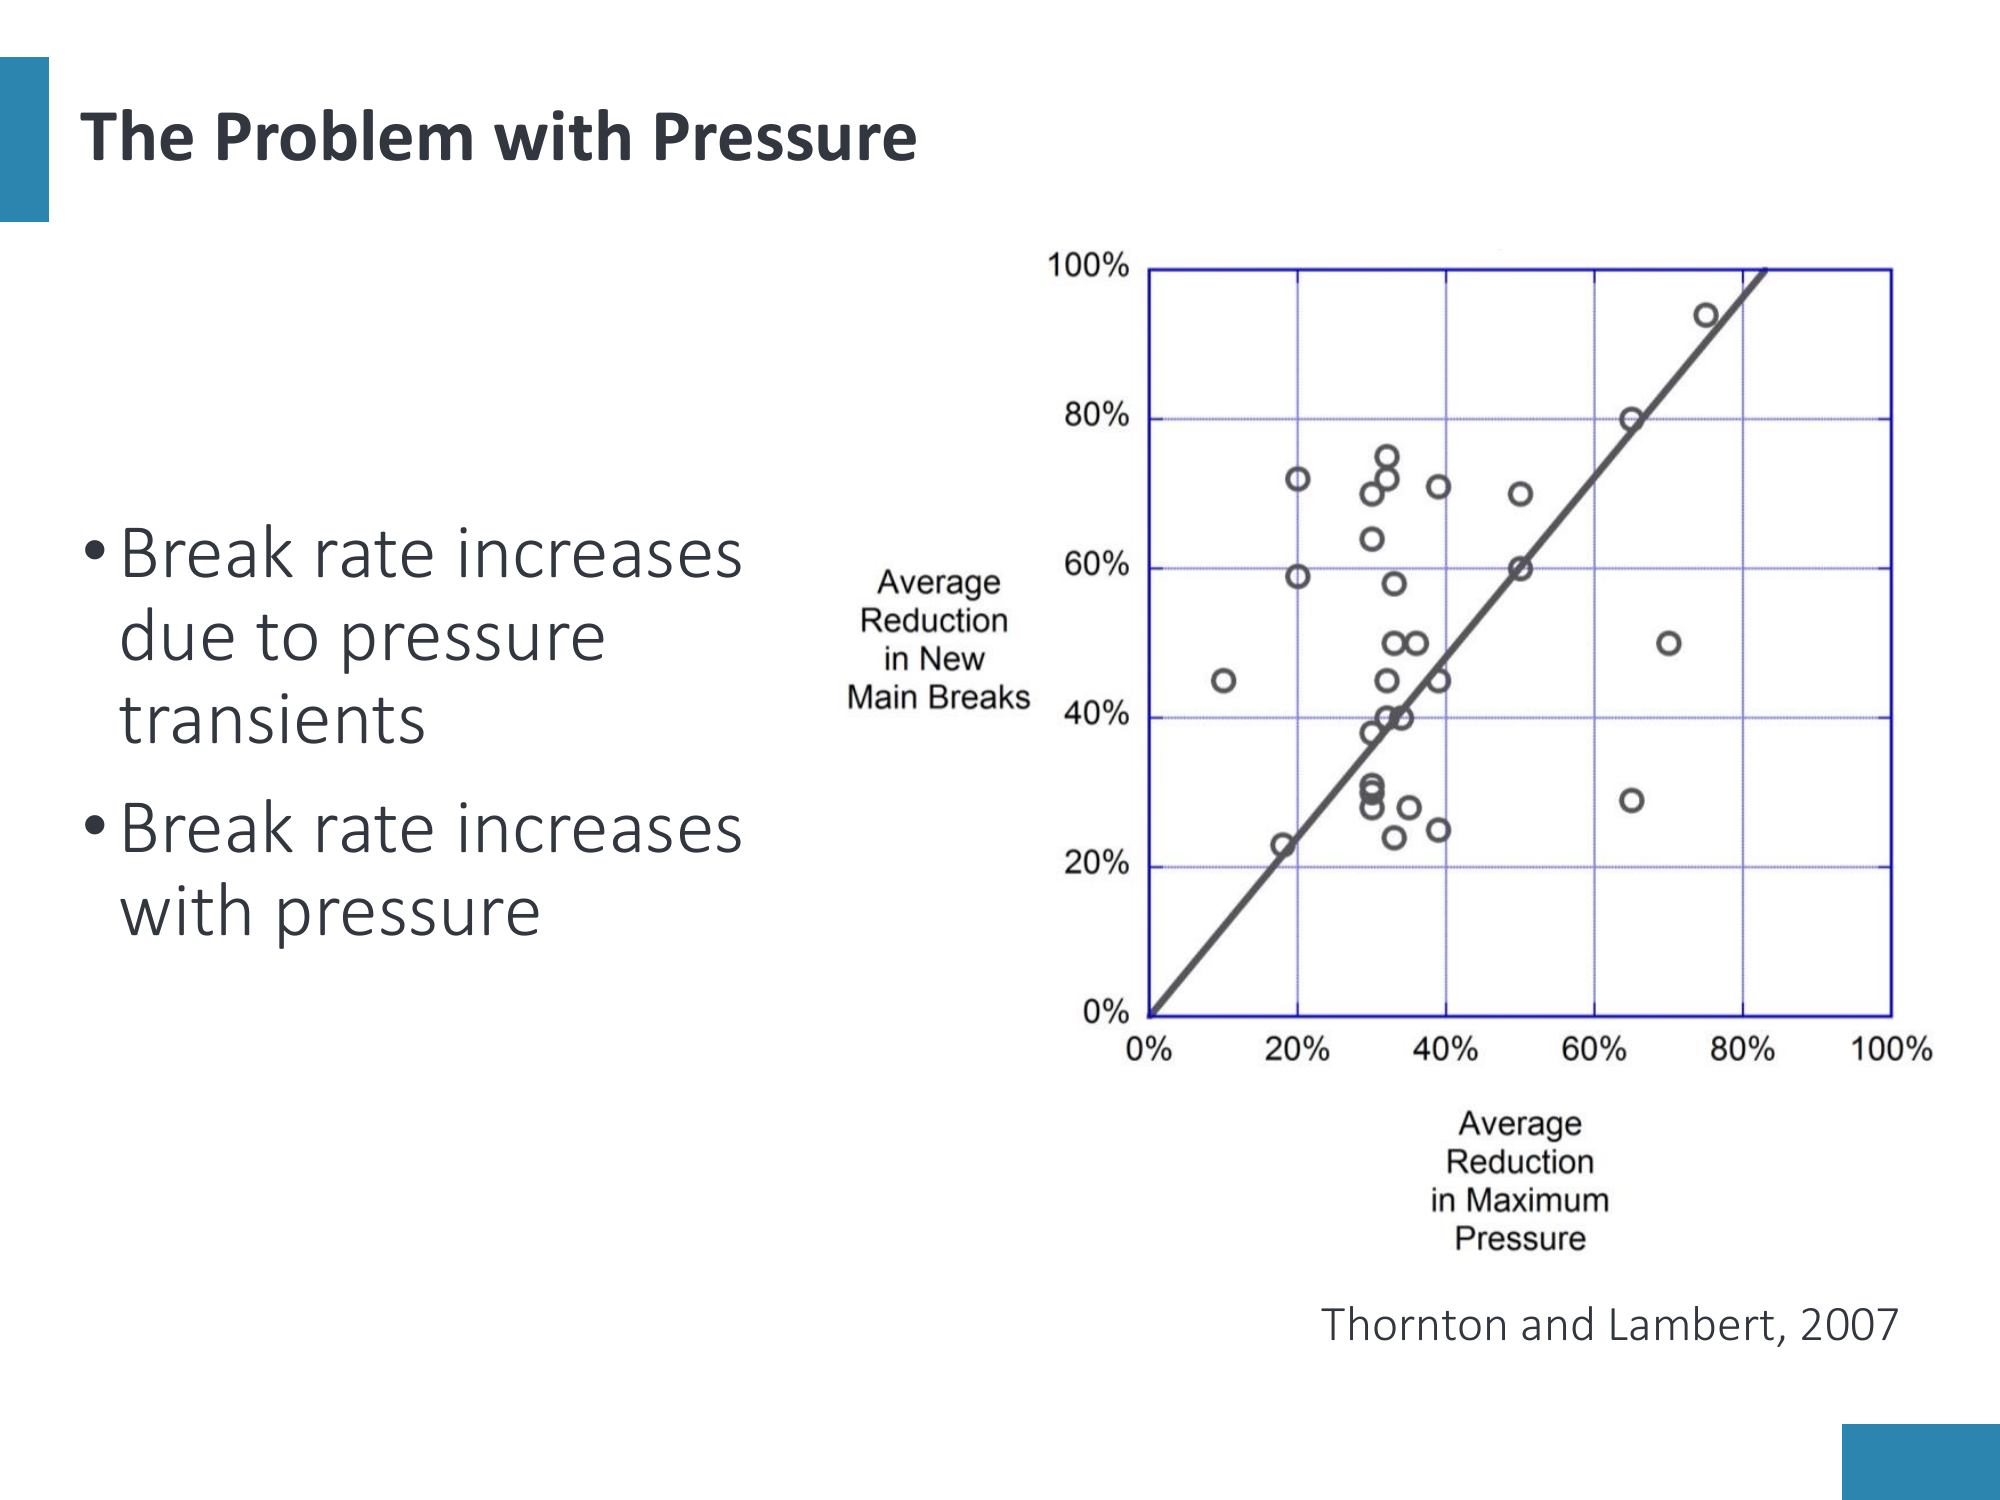 The Problem with Pressure
• Break rate increases
due to pressure
transients
• Break rate increases
with pressure
Average
Reduction
in New
Main Breaks
100%
80%
60%
40%
20%
0%
0% 20% 40% 60% 80% 100%
Average
Reduction
in Maximum
Pressure
Thornton and Lambert, 2007